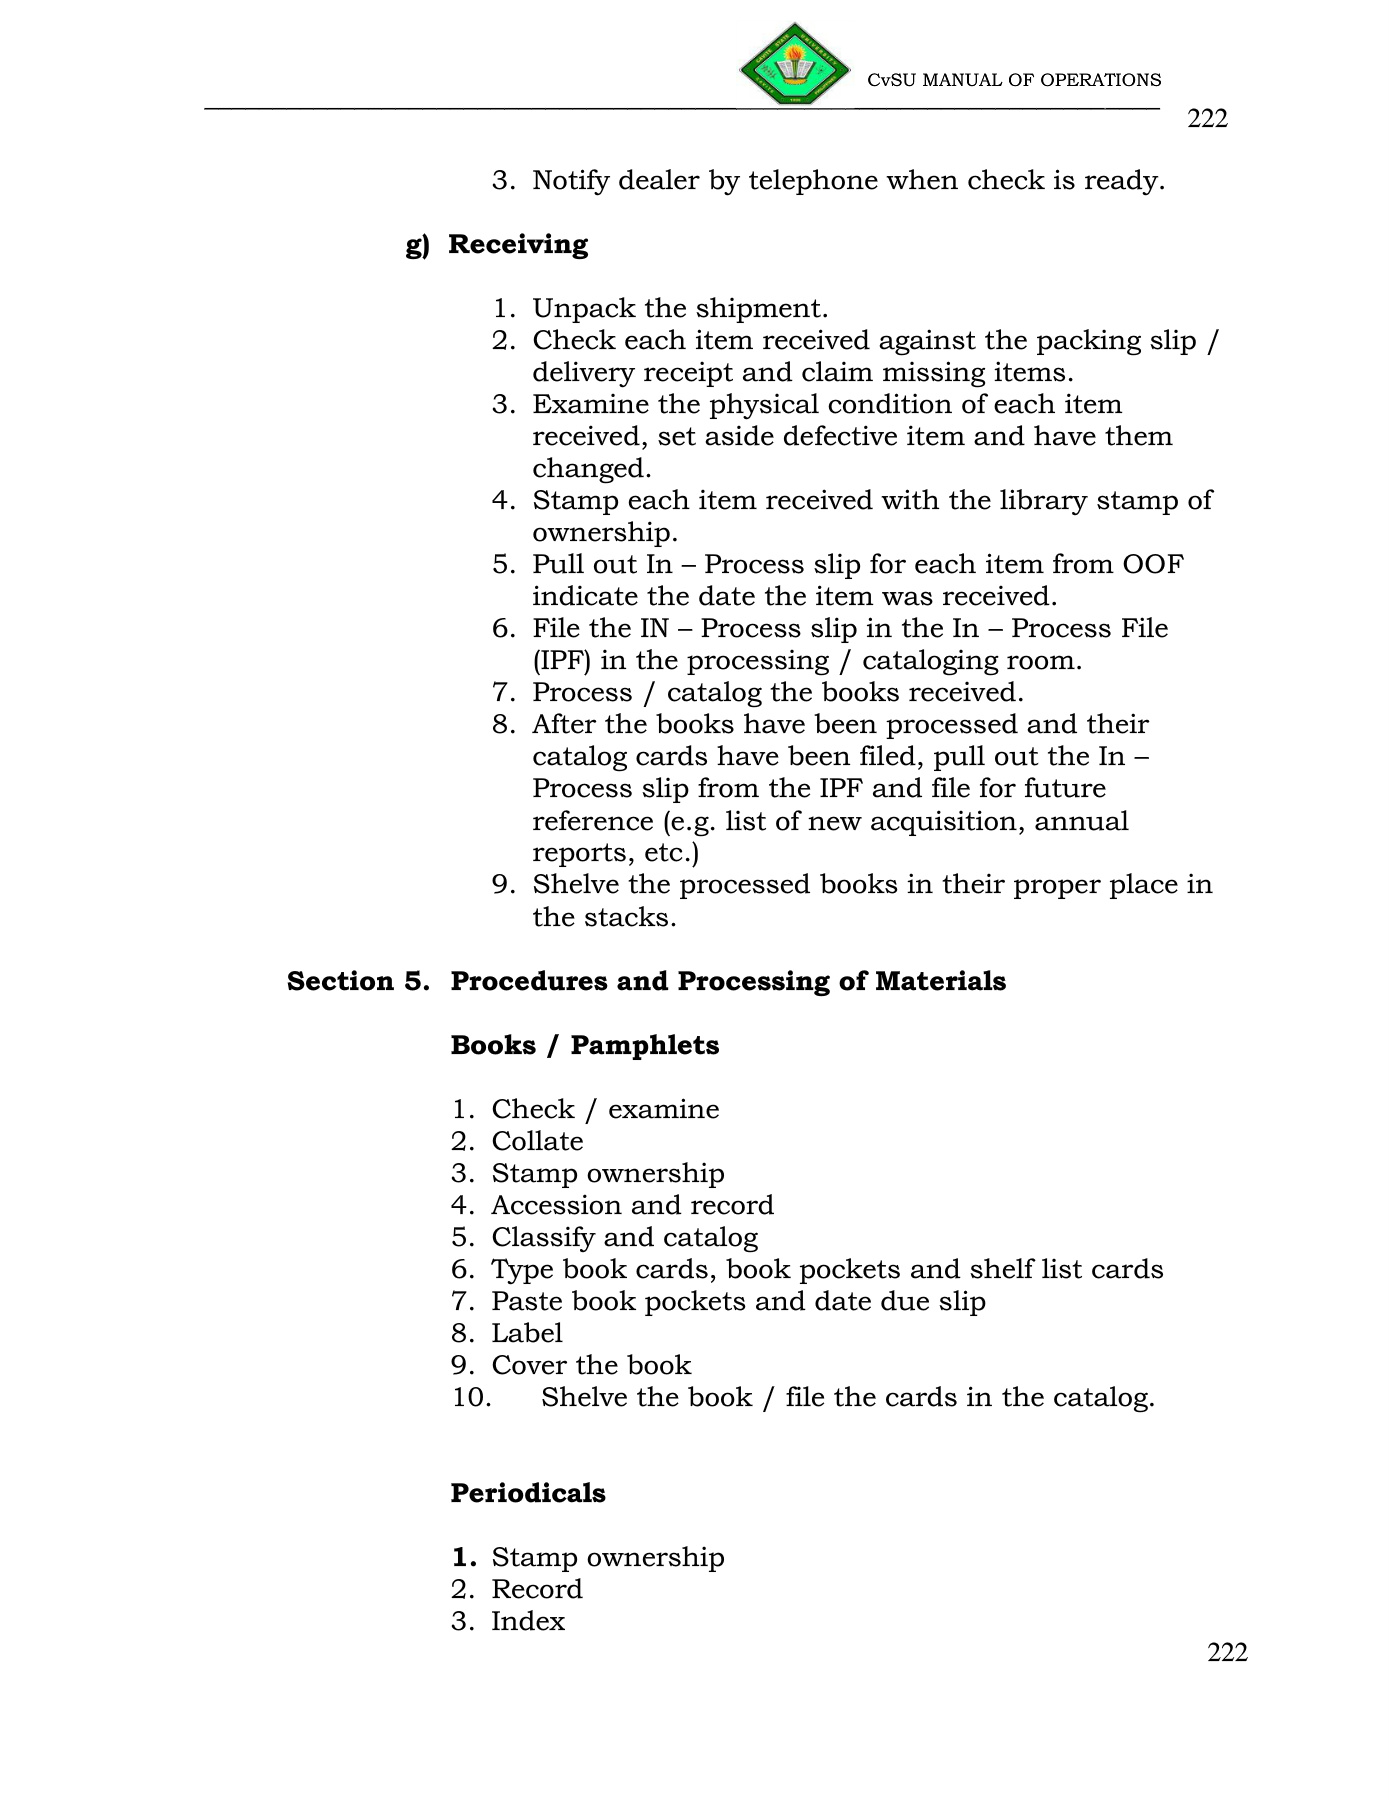 CvSU MANUAL OF OPERATIONS
222
3. Notify dealer by telephone when check is ready.
g) Receiving
1. Unpack the shipment.
2. Check each item received against the packing slip /
delivery receipt and claim missing items.
3. Examine the physical condition of each item
received, set aside defective item and have them
changed.
4. Stamp each item received with the library stamp of
ownership.
5. Pull out In – Process slip for each item from OOF
indicate the date the item was received.
6. File the IN – Process slip in the In – Process File
(IPF) in the processing / cataloging room.
7. Process / catalog the books received.
8. After the books have been processed and their
catalog cards have been filed, pull out the In –
Process slip from the IPF and file for future
reference (e.g. list of new acquisition, annual
reports, etc.)
9. Shelve the processed books in their proper place in
the stacks.
Section 5. Procedures and Processing of Materials
Books / Pamphlets
1. Check / examine
2. Collate
3. Stamp ownership
4. Accession and record
5. Classify and catalog
6. Type book cards, book pockets and shelf list cards
7. Paste book pockets and date due slip
8. Label
9. Cover the book
10. Shelve the book / file the cards in the catalog.
Periodicals
1. Stamp ownership
2. Record
3. Index
222